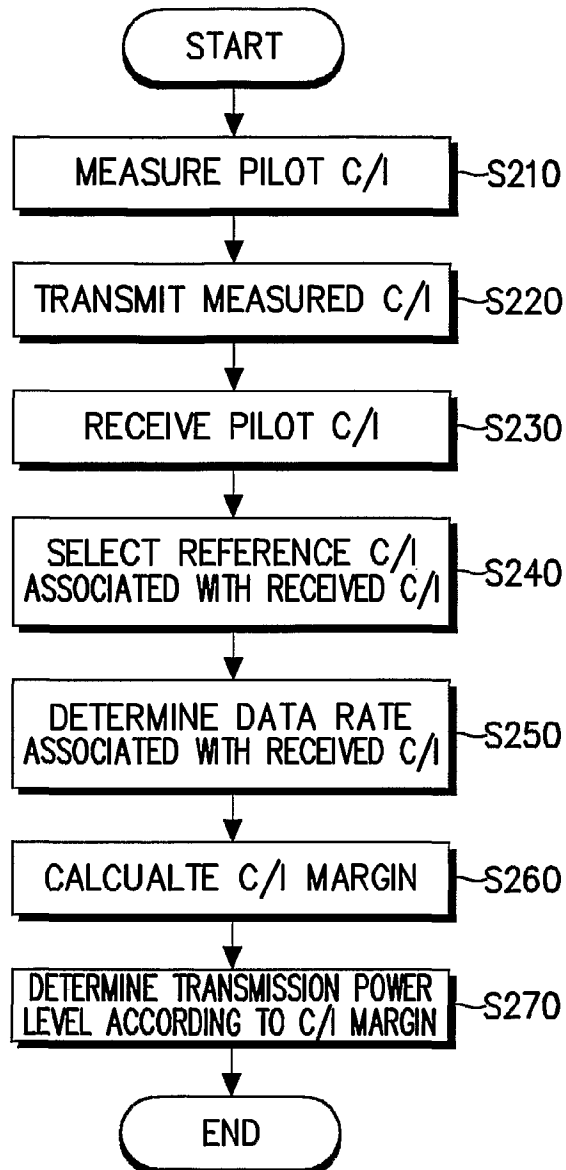 START
MEASURE PILOT C/I
S210
TRANSMIT MEASURED C/I
S220
RECEIVE PILOT C/I
S230
SELECT REFERENCE C/I
ASSOCIATED WITH RECEIVED C/I
S240
DETERMINE DATA RATE
ASSOCIATED WITH RECEIVED C/I
S250
CALCUALTE C/I MARGIN
S260
DETERMINE TRANSMISSION POWER
LEVEL ACCORDING TO C/I MARGIN
S270
END